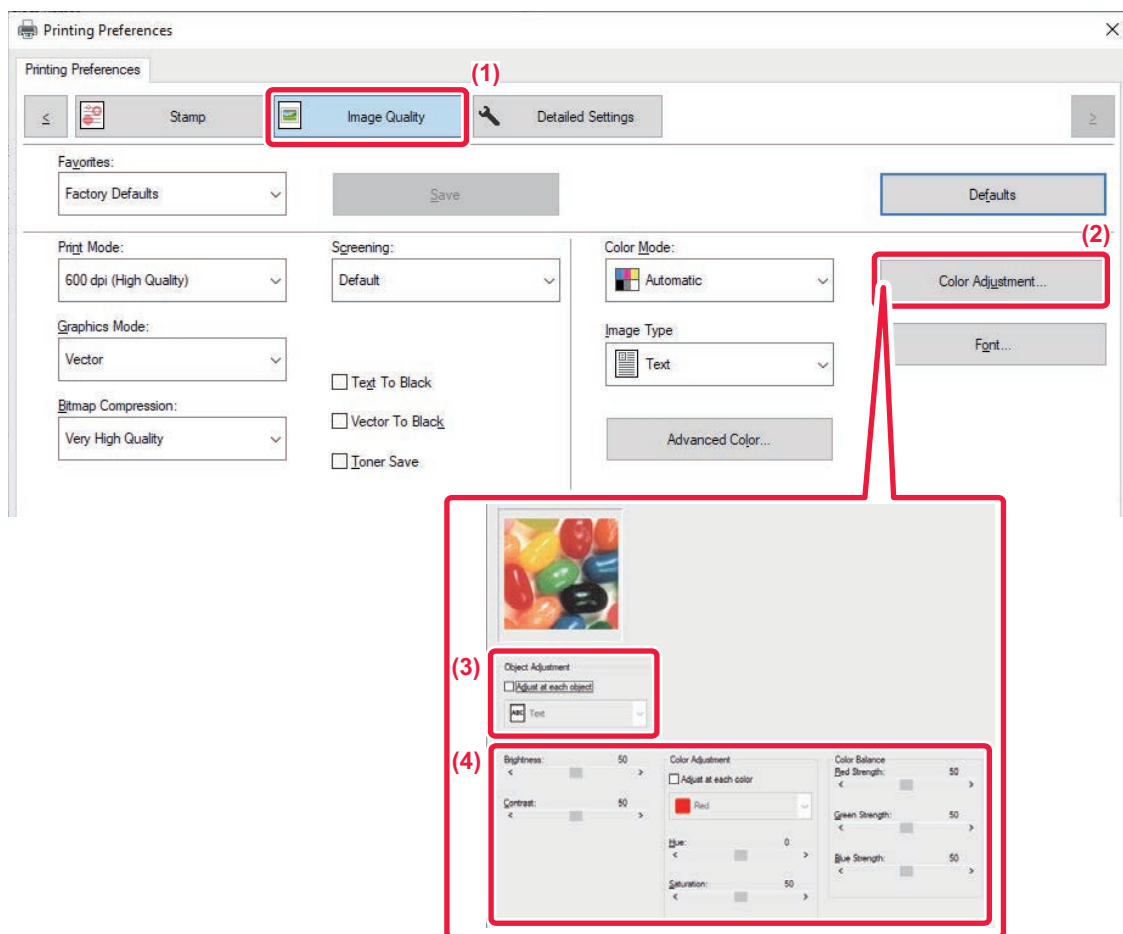 Printing Preferences
Printing Preferences
(1)
< Stamp Image Quality Detailed Settings >
Favorites:
Factory Defaults Save Defaults
(2)
Print Mode: Screening: Color Mode:
600 dpi (High Quality) Default Automatic Color Adjustment...
Graphics Mode: Image Type
Vector Text Font...
Text To Black
Bitmap Compression:
Vector To Black
Very High Quality Advanced Color...
Toner Save
(3)
Object Adjustment
Adjust at each object
ABC Text
(4)
Brightness: 50 Color Adjustment Color Balance
< > Adjust at each color Red Strength: 50
< >
Contrast: 50 Red
< > Green Strength: 50
< >
Hue: 0
< > Blue Strength: 50
< >
Saturation: 50
< >